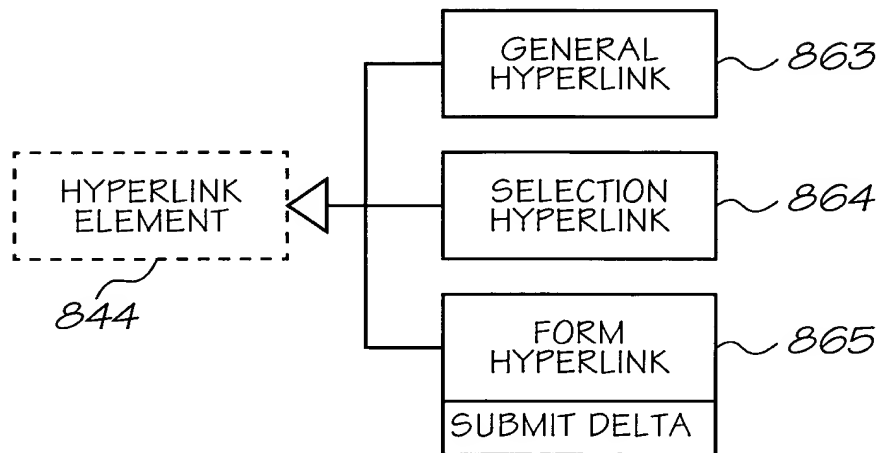 GENERAL
HYPERLINK
863
HYPERLINK
ELEMENT
844
SELECTION
HYPERLINK
864
FORM
HYPERLINK
865
SUBMIT DELTA